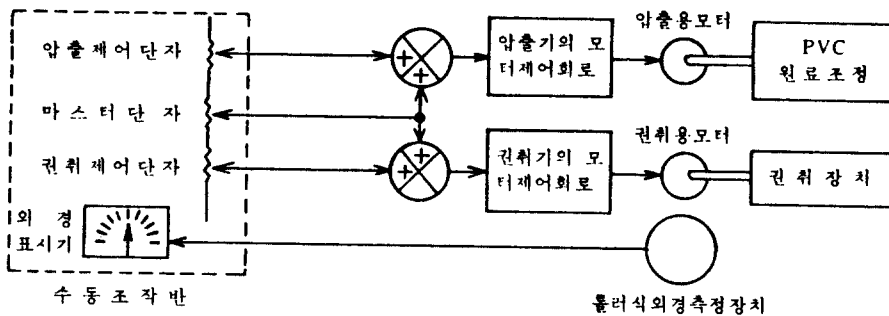 압출제어단자
마스터단자
권취제어단자
외경
표시기
수동조작반
+
+
+
+
압출기의 모
터제어회로
권취기의 모
터제어회로
압출용모터
권취용모터
PVC
원료조정
권취장치
롤러식외경측정장치